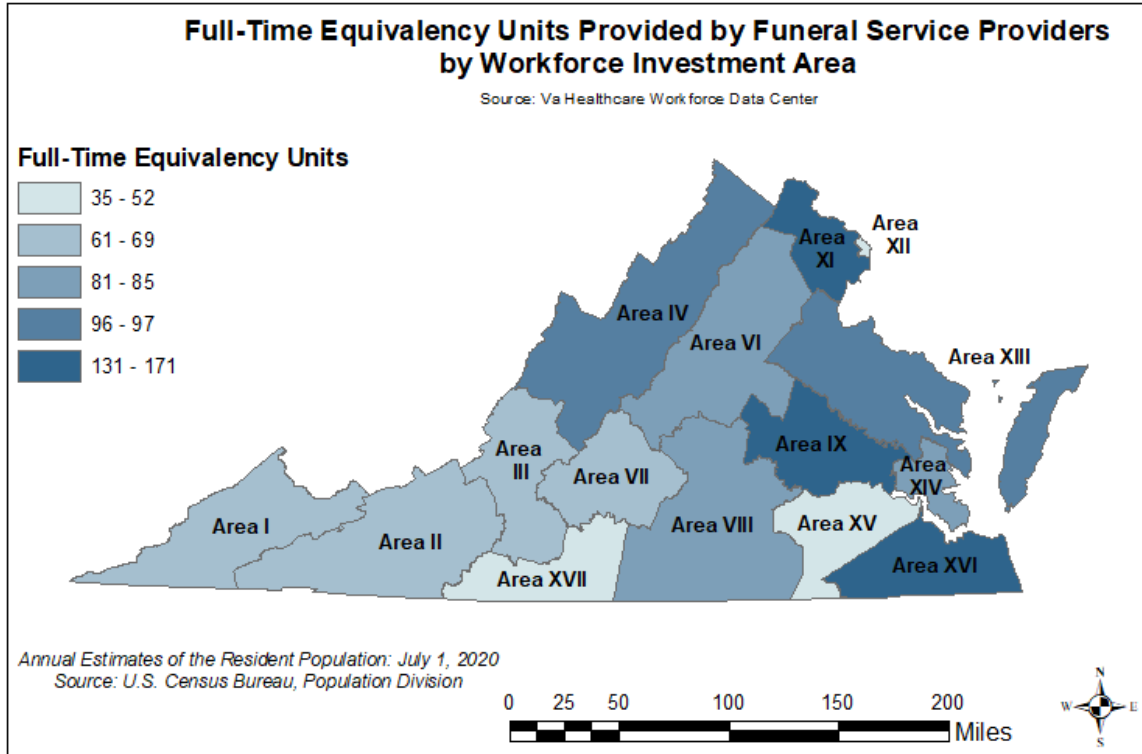 Full-Time Equivalency Units Provided by Funeral Service Providers
by Workforce Investment Area
Source: Va Healthcare Workforce Data Center
Full-Time Equivalency Units
35 - 52
61 - 69
81 - 85
96 - 97
131 - 171
Area
XII
Area
XI
Area IV
Area VI
Area XIII
Area IX
Area
III
Area VII
Area
XIV
Area I
Area II
Area VIII
Area XV
Area XVII
Area XVI
Annual Estimates of the Resident Population: July 1, 2020
Source: U.S. Census Bureau, Population Division
0 25 50 100 150 200
Miles
N
W E
S